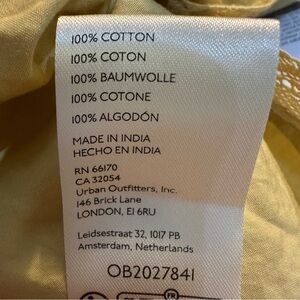 100% COTTON
100% COTON
100% BAUMWOLLE
100% COTONE
100% ALGODÓN
MADE IN INDIA
HECHO EN INDIA
RN 66170
CA 32054
Urban Outfitters, Inc.
146 Brick Lane
LONDON, E1 6RU
Leidsestraat 32, 1017 PB
Amsterdam, Netherlands
OB2027841
FR